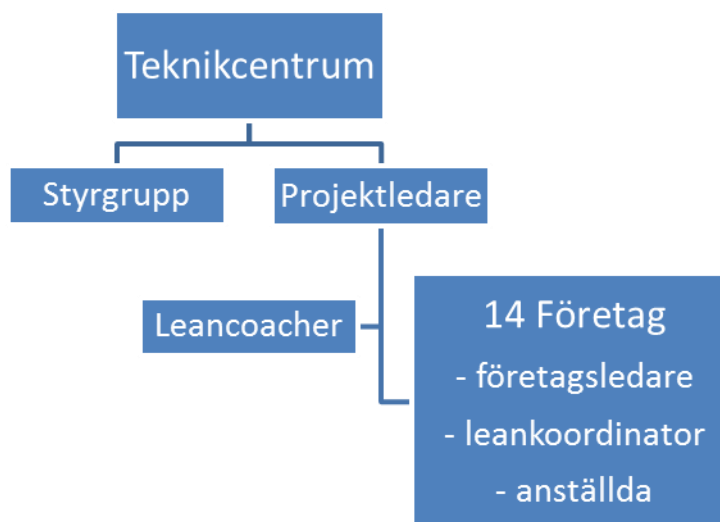 Teknikcentrum
Styrgrupp
Projektledare
Leancoacher
14 Företag
- företagsledare
- leankoordinator
- anställda